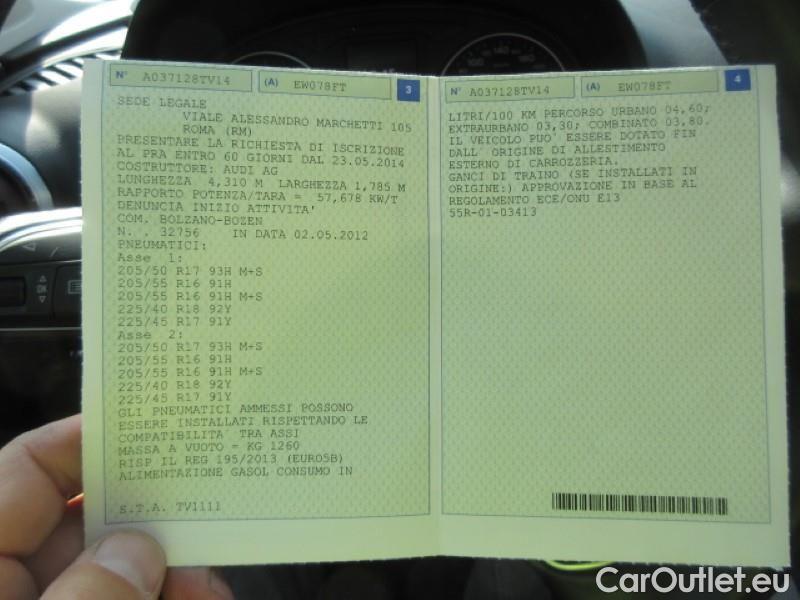 N° A037128TV14 (A) EW078FT 3
SEDE LEGALE
VIALE ALESSANDRO MARCHETTI 105
ROMA (RM)
PRESENTARE LA RICHIESTA DI ISCRIZIONE
AL PRA ENTRO 60 GIORNI DAL 23.05.2014
COSTRUTTORE: AUDI AG
LUNGHEZZA 4,310 M LARGHEZZA 1,785 M
RAPPORTO POTENZA/TARA = 57,678 KW/T
DENUNCIA INIZIO ATTIVITA'
COM. BOLZANO-BOZEN
N. . 32756 IN DATA 02.05.2012
PNEUMATICI:
Asse 1:
205/50 R17 93H M+S
205/55 R16 91H
205/55 R16 91H M+S
225/40 R18 92Y
225/45 R17 91Y
Asse 2:
205/50 R17 93H M+S
205/55 R16 91H
205/55 R16 91H M+S
225/40 R18 92Y
225/45 R17 91Y
GLI PNEUMATICI AMMESSI POSSONO
ESSERE INSTALLATI RISPETTANDO LE
COMPATIBILITA' TRA ASSI
MASSA A VUOTO = KG 1260
RISP IL REG 195/2013 (EURO5B)
ALIMENTAZIONE GASOL CONSUMO IN
S.T.A. TV1111
N° A037128TV14 (A) EW078FT 4
LITRI/100 KM PERCORSO URBANO 04,60;
EXTRAURBANO 03,30; COMBINATO 03,80.
IL VEICOLO PUO' ESSERE DOTATO FIN
DALL' ORIGINE DI ALLESTIMENTO
ESTERNO DI CARROZZERIA.
GANCI DI TRAINO (SE INSTALLATI IN
ORIGINE:) APPROVAZIONE IN BASE AL
REGOLAMENTO ECE/ONU E13
55R-01-03413
OK
CarOutlet.eu